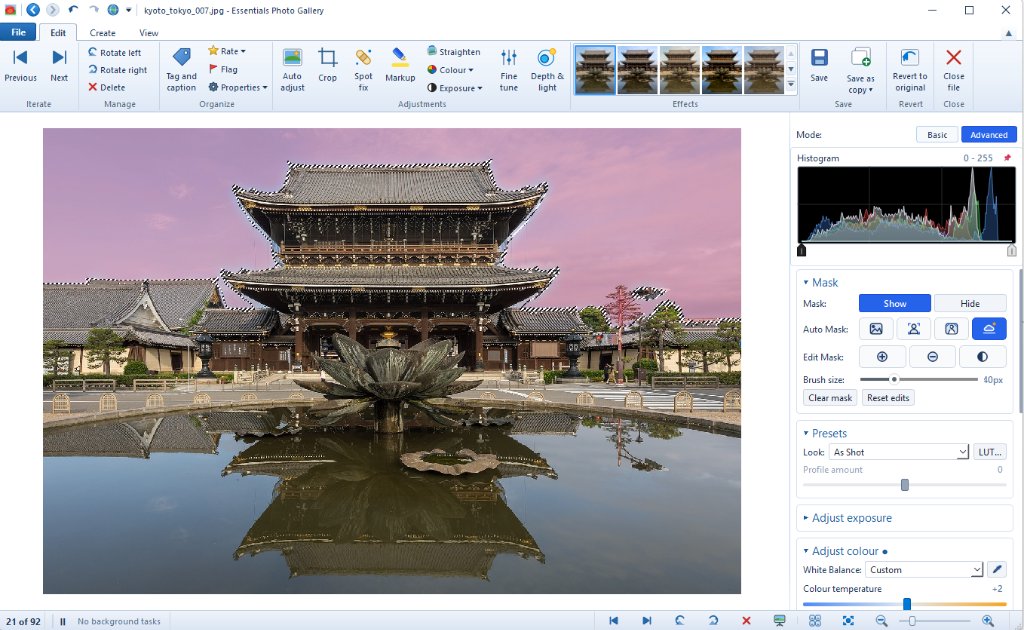 kyoto_tokyo_007.jpg - Essentials Photo Gallery
File Edit Create View
Previous Next
Iterate
Rotate left
Rotate right
Delete
Manage
Tag and caption
Rate
Flag
Properties
Organize
Auto adjust
Crop
Spot fix
Markup
Straighten
Colour
Exposure
Fine tune
Depth & light
Adjustments
Effects
Save
Save as copy
Save
Revert to original
Revert
Close file
Close
Mode: Basic Advanced
Histogram 0 - 255
Mask
Mask: Show Hide
Auto Mask:
Edit Mask:
Brush size: 40px
Clear mask Reset edits
Presets
Look: As Shot LUT...
Profile amount 0
Adjust exposure
Adjust colour
White Balance: Custom
Colour temperature +2
21 of 92 No background tasks